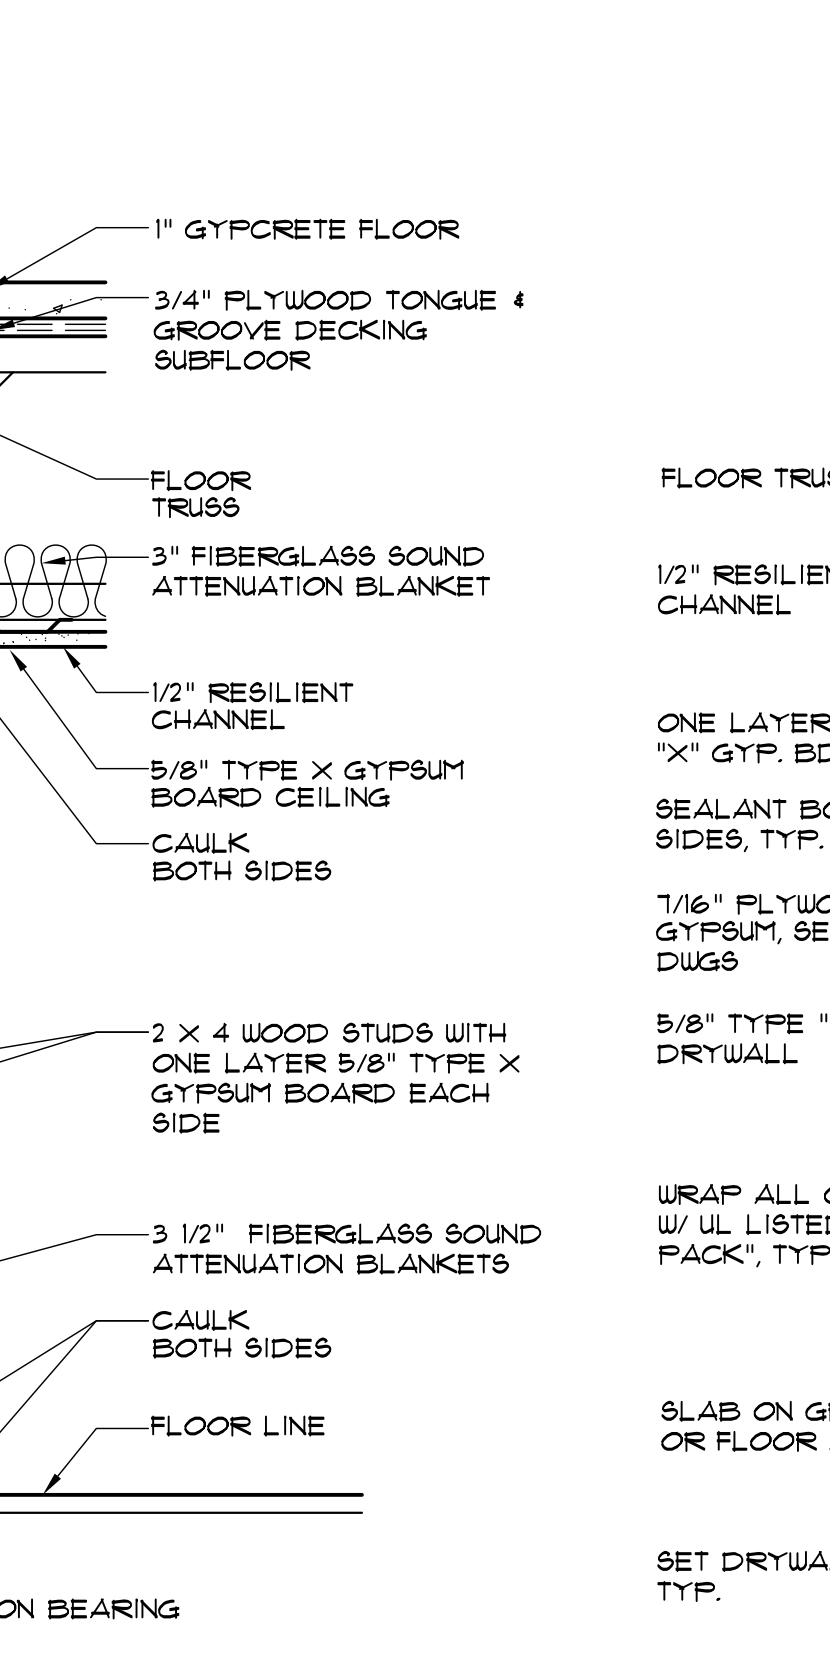 1" GYPCRETE FLOOR
3/4" PLYWOOD TONGUE &
GROOVE DECKING
SUBFLOOR
FLOOR
TRUSS
3" FIBERGLASS SOUND
ATTENUATION BLANKET
1/2" RESILIENT
CHANNEL
5/8" TYPE X GYPSUM
BOARD CEILING
CAULK
BOTH SIDES
2 X 4 WOOD STUDS WITH
ONE LAYER 5/8" TYPE X
GYPSUM BOARD EACH
SIDE
3 1/2" FIBERGLASS SOUND
ATTENUATION BLANKETS
CAULK
BOTH SIDES
FLOOR LINE
BEARING
FLOOR
1/2"
CHANNEL
ONE LAYER
"X" GYP.
SEALANT
SIDES, TYP.
7/16"
GYPSUM,
DWGS
5/8" TYPE
DRYWALL
WRAP ALL
W/ UL
PACK",
SLAB ON
OR FLOOR
SET
TYP.